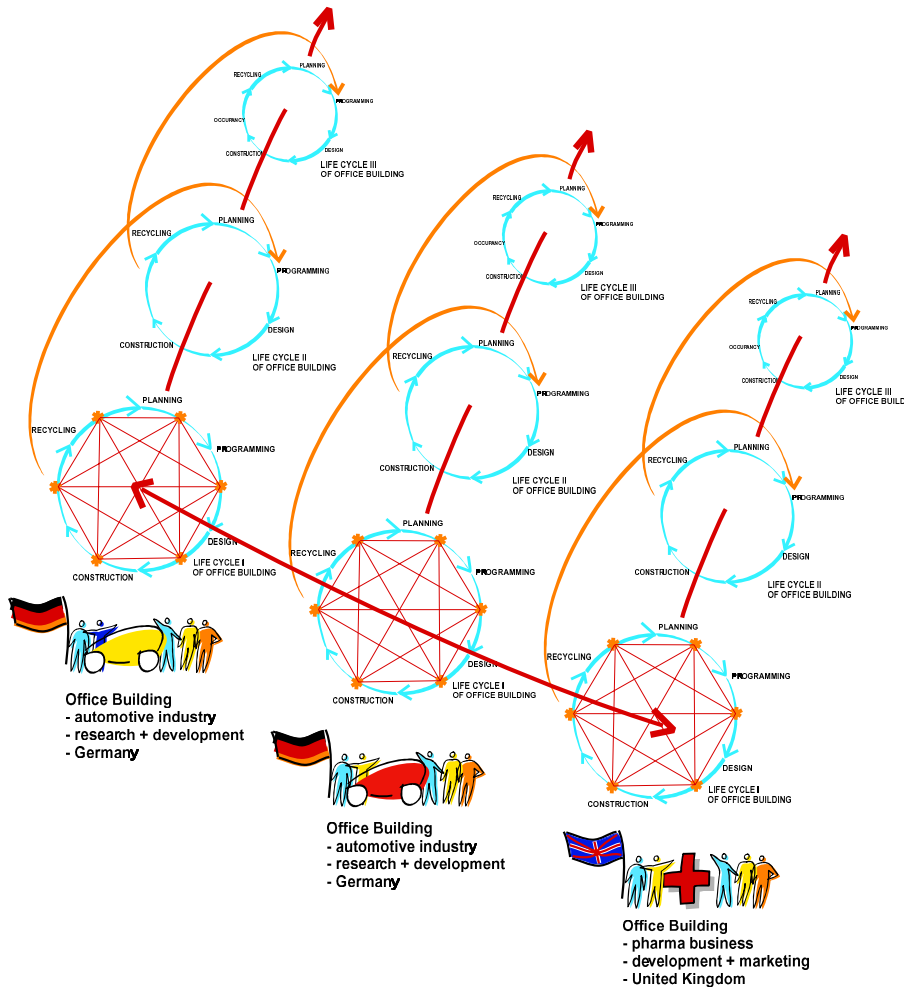 PLANNING
RECYCLING
PROGRAMMING
OCCUPANCY
DESIGN
CONSTRUCTION
LIFE CYCLE III
OF OFFICE BUILDING
PLANNING
RECYCLING
PROGRAMMING
DESIGN
CONSTRUCTION
LIFE CYCLE II
OF OFFICE BUILDING
PLANNING
RECYCLING
PROGRAMMING
DESIGN
CONSTRUCTION
LIFE CYCLE I
OF OFFICE BUILDING
Office Building
- automotive industry
- research + development
- Germany
PLANNING
RECYCLING
PROGRAMMING
OCCUPANCY
DESIGN
CONSTRUCTION
LIFE CYCLE III
OF OFFICE BUILDING
PLANNING
RECYCLING
PROGRAMMING
DESIGN
CONSTRUCTION
LIFE CYCLE II
OF OFFICE BUILDING
PLANNING
RECYCLING
PROGRAMMING
DESIGN
CONSTRUCTION
LIFE CYCLE I
OF OFFICE BUILDING
Office Building
- automotive industry
- research + development
- Germany
PLANNING
RECYCLING
PROGRAMMING
OCCUPANCY
DESIGN
CONSTRUCTION
LIFE CYCLE III
OF OFFICE BUILD
PLANNING
RECYCLING
PROGRAMMING
DESIGN
CONSTRUCTION
LIFE CYCLE II
OF OFFICE BUILDING
PLANNING
RECYCLING
PROGRAMMING
DESIGN
CONSTRUCTION
LIFE CYCLE I
OF OFFICE BUILDING
Office Building
- pharma business
- development + marketing
- United Kingdom